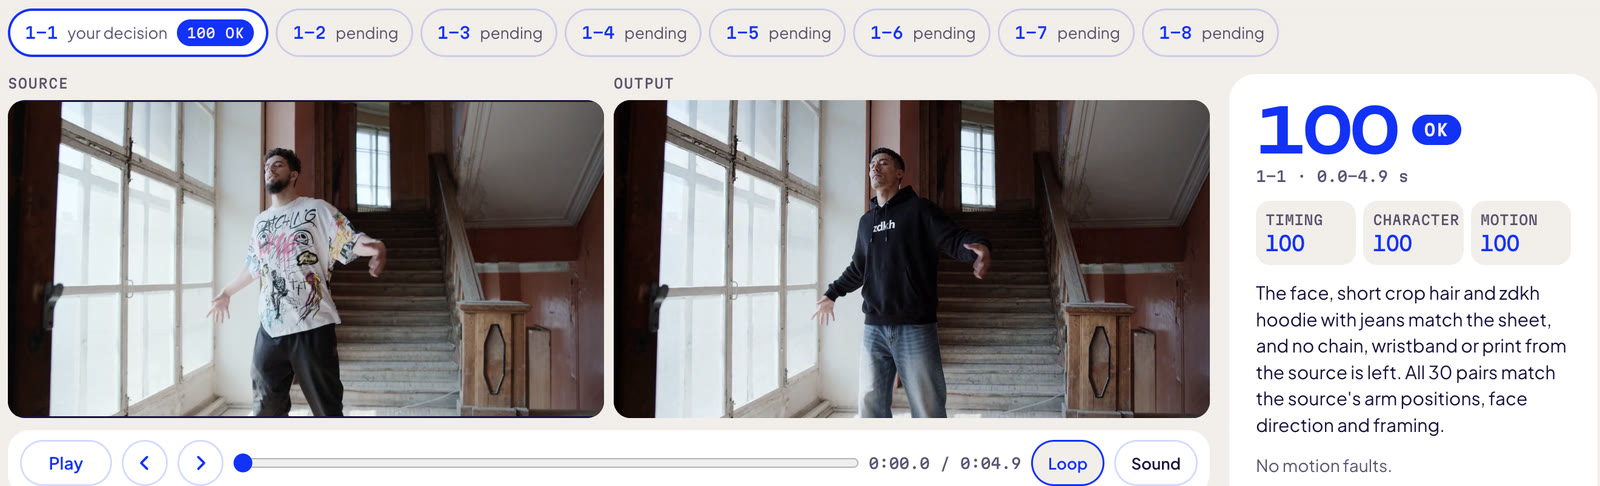 1–1 your decision 100 OK 1–2 pending 1–3 pending 1–4 pending 1–5 pending 1–6 pending 1–7 pending 1–8 pending
SOURCE OUTPUT
zdkh
100 OK
1–1 · 0.0–4.9 s
TIMING CHARACTER MOTION
100 100 100
The face, short crop hair and zdkh
hoodie with jeans match the sheet,
and no chain, wristband or print from
the source is left. All 30 pairs match
the source's arm positions, face
direction and framing.
No motion faults.
Play 0:00.0 / 0:04.9 Loop Sound